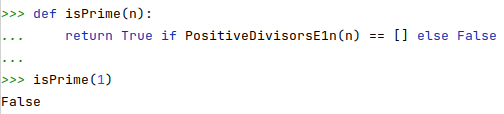 >>> def isPrime(n):
...     return True if PositiveDivisorsE1n(n) == [] else False
...
>>> isPrime(1)
False